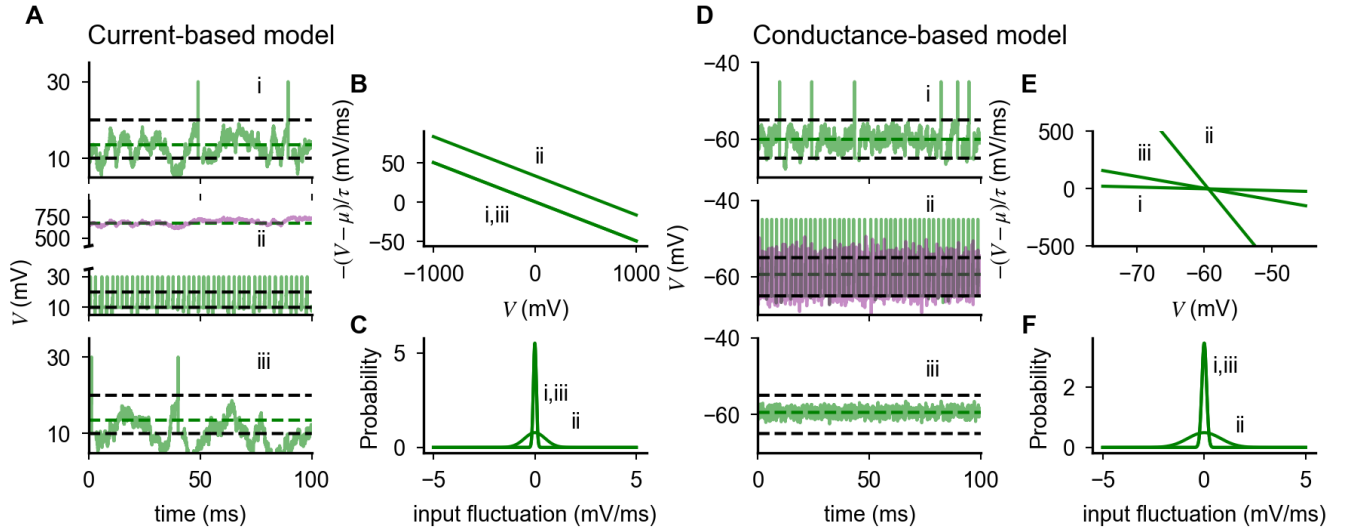 A
Current-based model
30
10
i
750
500
ii
30
10
V (mV)
30
10
iii
0
50
100
time (ms)
B
−(V − μ)/τ (mV/ms)
50
0
−50
ii
i,iii
−1000
0
1000
V (mV)
C
Probability
5
0
i,iii
ii
−5
0
5
input fluctuation (mV/ms)
D
Conductance-based model
−40
−60
i
−40
−60
ii
V (mV)
−40
−60
iii
0
50
100
time (ms)
E
−(V − μ)/τ (mV/ms)
500
0
−500
ii
iii
i
−70
−60
−50
V (mV)
F
Probability
2
0
i,iii
ii
−5
0
5
input fluctuation (mV/ms)